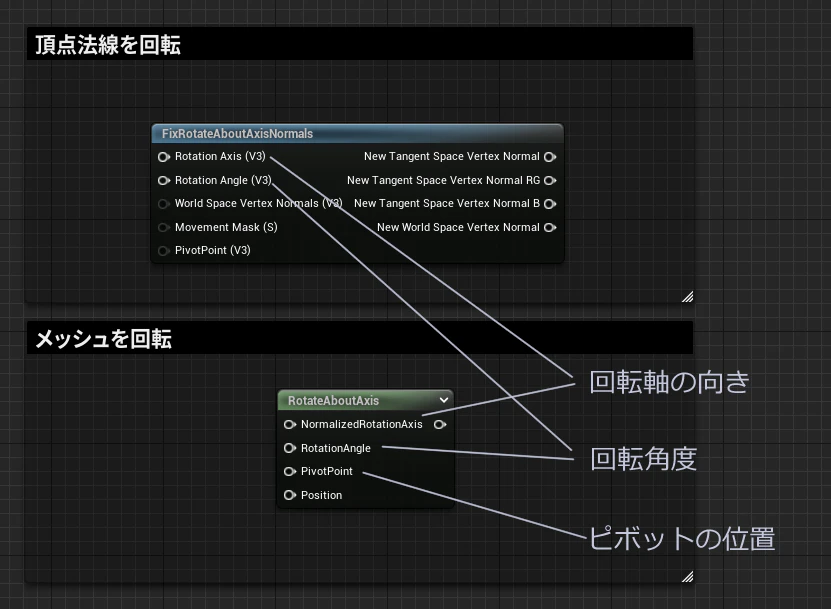 頂点法線を回転
FixRotateAboutAxisNormals
Rotation Axis (V3)
New Tangent Space Vertex Normal
Rotation Angle (V3)
New Tangent Space Vertex Normal RG
World Space Vertex Normals (V3)
New Tangent Space Vertex Normal B
Movement Mask (S)
New World Space Vertex Normal
PivotPoint (V3)
メッシュを回転
回転軸の向き
RotateAboutAxis
NormalizedRotationAxis
RotationAngle
回転角度
PivotPoint
Position
ピボットの位置